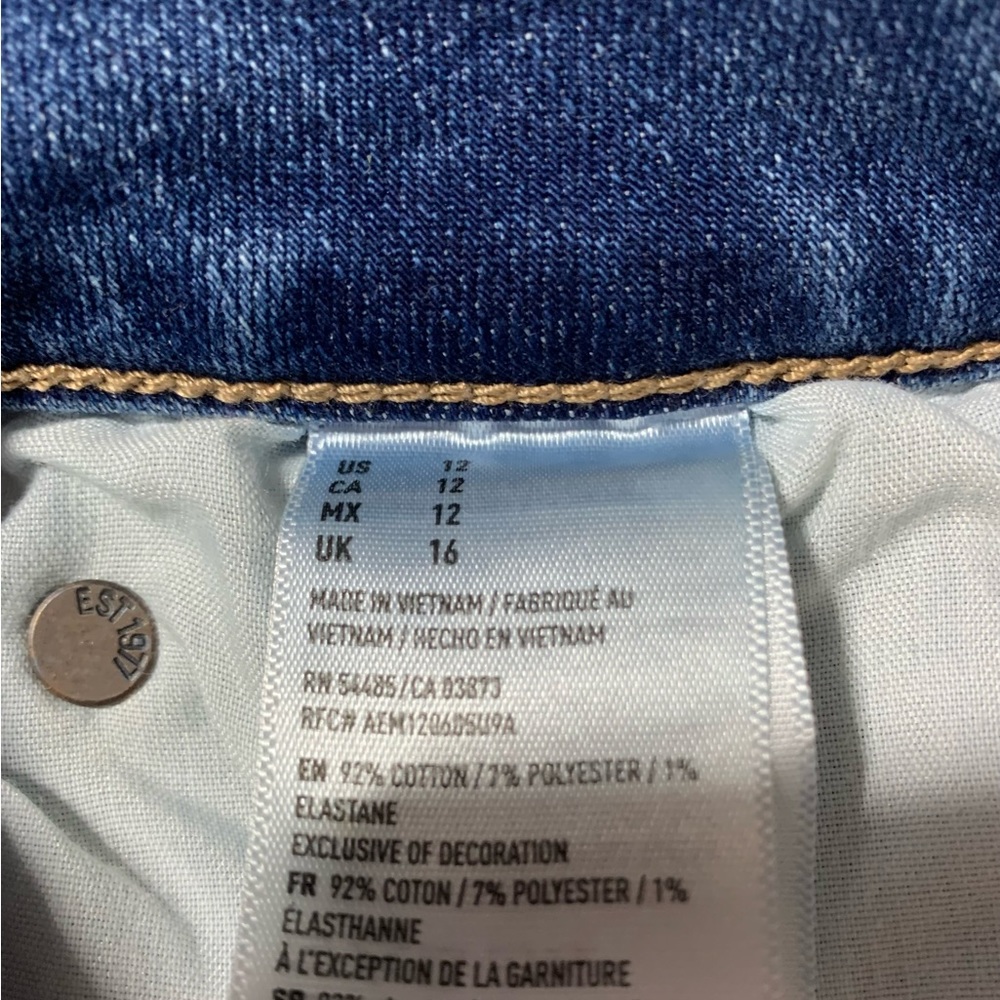 US 12
CA 12
MX 12
UK 16
MADE IN VIETNAM / FABRIQUÉ AU
VIETNAM / HECHO EN VIETNAM
RN 54485/CA 03873
RFC# AEM120605U9A
EN 92% COTTON / 7% POLYESTER / 1%
ELASTANE
EXCLUSIVE OF DECORATION
FR 92% COTON / 7% POLYESTER / 1%
ÉLASTHANNE
À L'EXCEPTION DE LA GARNITURE
EST 1977